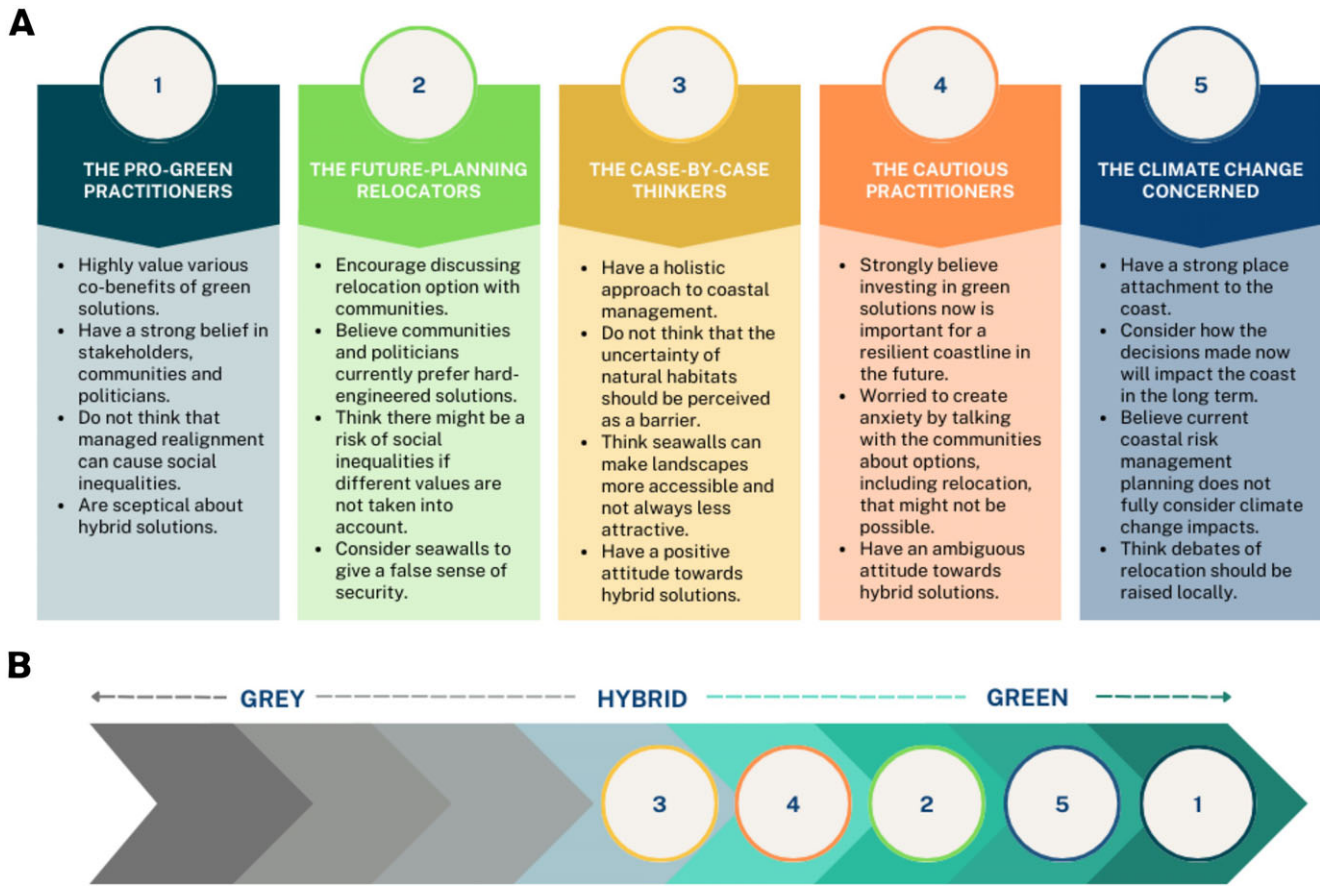 A
1
THE PRO-GREEN
PRACTITIONERS
• Highly value various
co-benefits of green
solutions.
• Have a strong belief in
stakeholders,
communities and
politicians.
• Do not think that
managed realignment
can cause social
inequalities.
• Are sceptical about
hybrid solutions.
2
THE FUTURE-PLANNING
RELOCATORS
• Encourage discussing
relocation option with
communities.
• Believe communities
and politicians
currently prefer hard-
engineered solutions.
• Think there might be a
risk of social
inequalities if
different values are
not taken into
account.
• Consider seawalls to
give a false sense of
security.
3
THE CASE-BY-CASE
THINKERS
• Have a holistic
approach to coastal
management.
• Do not think that the
uncertainty of
natural habitats
should be perceived
as a barrier.
• Think seawalls can
make landscapes
more accessible and
not always less
attractive.
• Have a positive
attitude towards
hybrid solutions.
4
THE CAUTIOUS
PRACTITIONERS
• Strongly believe
investing in green
solutions now is
important for a
resilient coastline in
the future.
• Worried to create
anxiety by talking
with the communities
about options,
including relocation,
that might not be
possible.
• Have an ambiguous
attitude towards
hybrid solutions.
5
THE CLIMATE CHANGE
CONCERNED
• Have a strong place
attachment to the
coast.
• Consider how the
decisions made now
will impact the coast
in the long term.
• Believe current
coastal risk
management
planning does not
fully consider climate
change impacts.
• Think debates of
relocation should be
raised locally.
B
GREY HYBRID GREEN
3 4 2 5 1